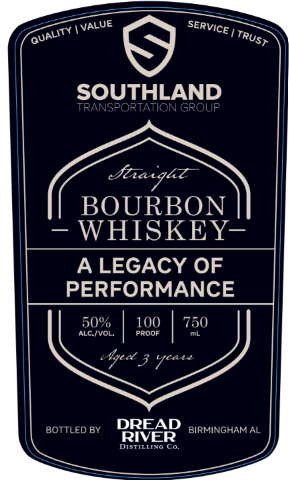 QUALITY | VALUE
SERVICE | TRUST
S
SOUTHLAND
TRANSPORTATION GROUP
Straight
BOURBON
– WHISKEY –
A LEGACY OF
PERFORMANCE
50% | 100 | 750
ALC./VOL. | PROOF | mL
Aged 3 years
BOTTLED BY
DREAD
RIVER
DISTILLING CO.
BIRMINGHAM AL